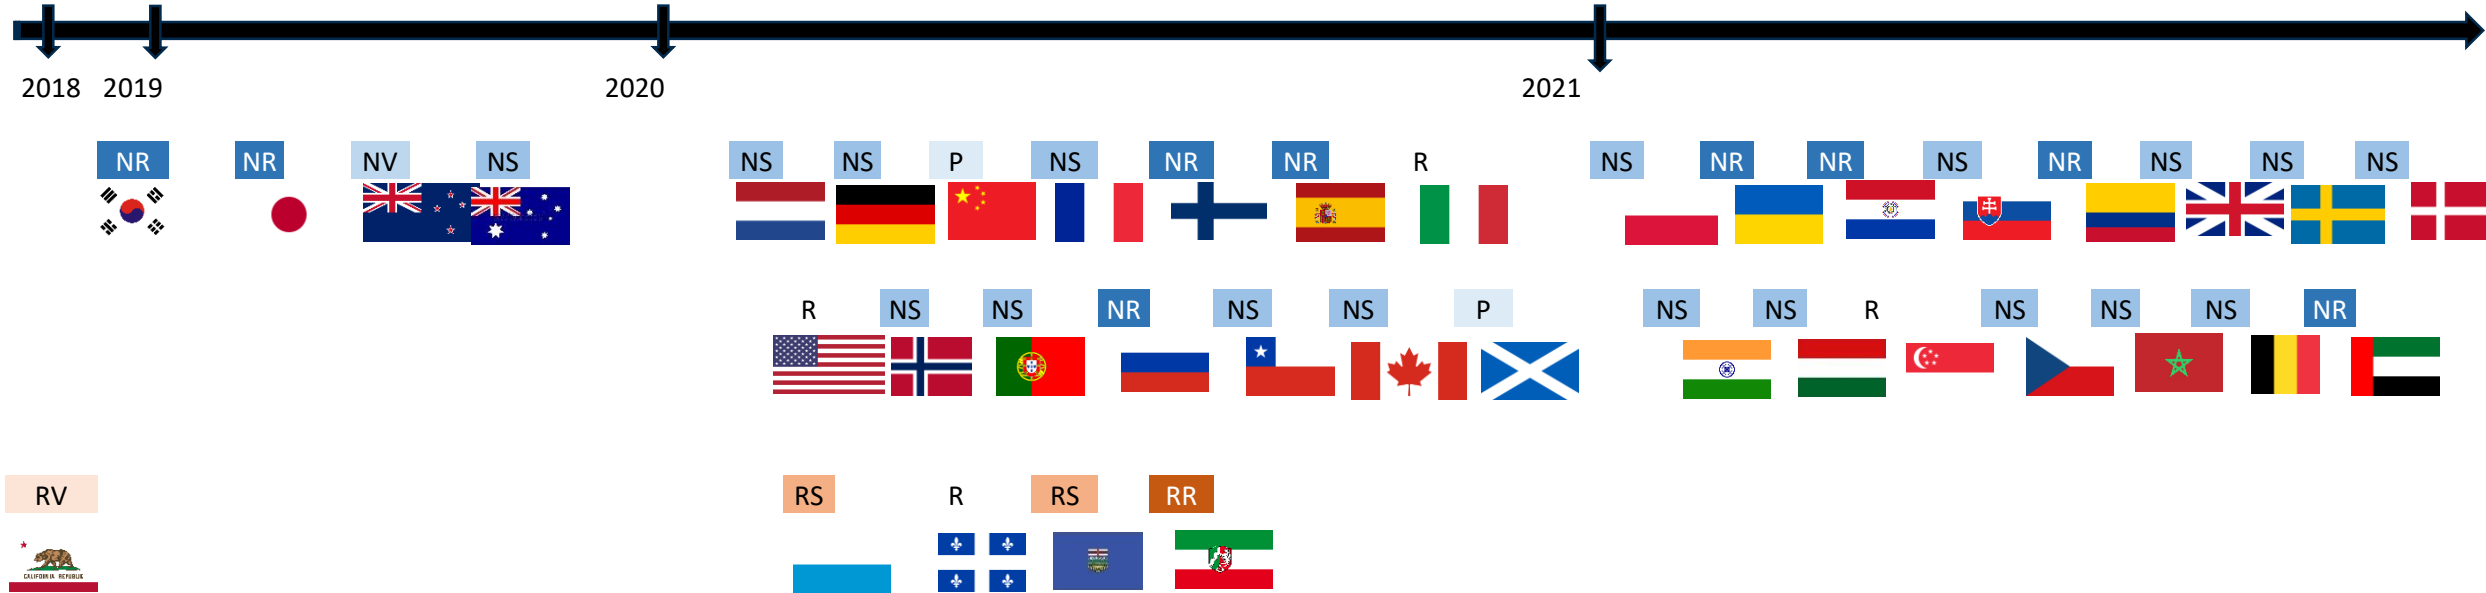 2018 2019 2020 2021
NR NR NV NS NS NS P NS NR NR R NS NR NR NS NR NS NS NS
R NS NS NR NS NS P NS NS R NS NS NS NR
RV RS R RS RR
CALIFORNIA REPUBLIC